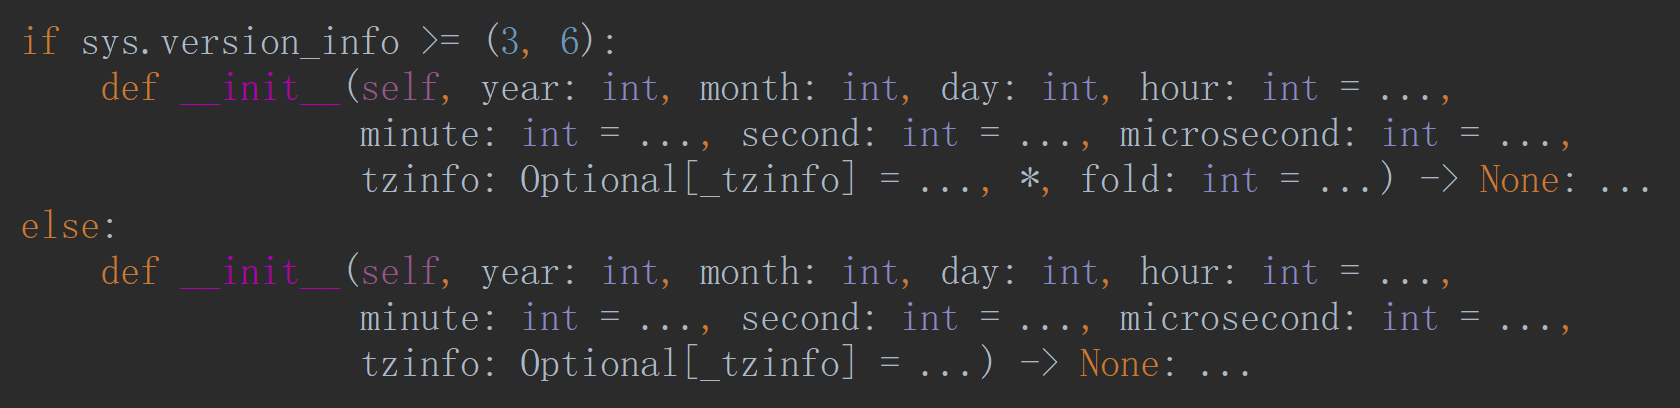 if sys.version_info >= (3, 6):
    def __init__(self, year: int, month: int, day: int, hour: int = ...,
                 minute: int = ..., second: int = ..., microsecond: int = ...,
                 tzinfo: Optional[_tzinfo] = ..., *, fold: int = ...) -> None: ...
else:
    def __init__(self, year: int, month: int, day: int, hour: int = ...,
                 minute: int = ..., second: int = ..., microsecond: int = ...,
                 tzinfo: Optional[_tzinfo] = ...) -> None: ...